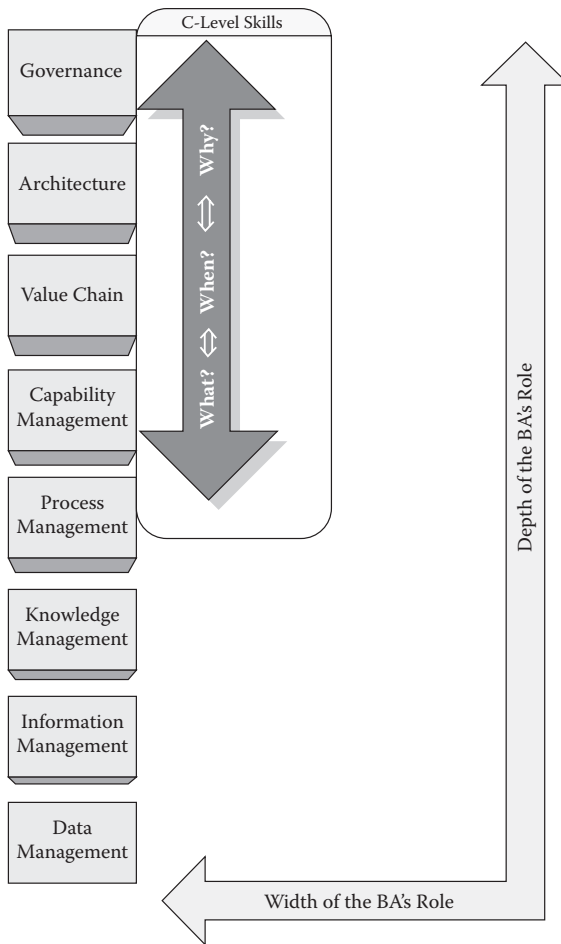 C-Level Skills
Governance
Architecture
Value Chain
Capability
Management
Process
Management
Knowledge
Management
Information
Management
Data
Management
Why?
When?
What?
Depth of the BA's Role
Width of the BA's Role